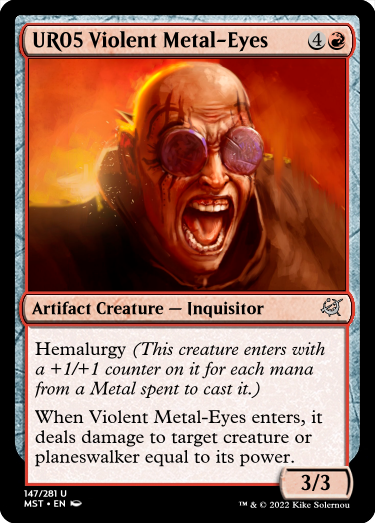 UR05 Violent Metal-Eyes 4
Artifact Creature — Inquisitor
Hemalurgy (This creature enters with
a +1/+1 counter on it for each mana
from a Metal spent to cast it.)
When Violent Metal-Eyes enters, it
deals damage to target creature or
planeswalker equal to its power.
3/3
147/281 U
MST • EN
™ & © 2022 Kike Solernou